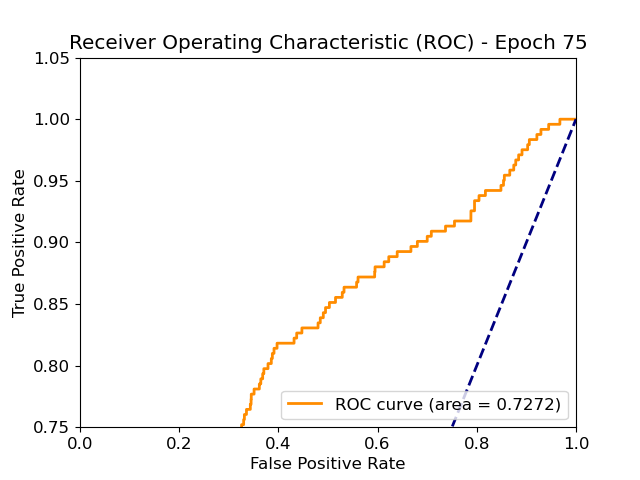 Receiver Operating Characteristic (ROC) - Epoch 75
1.05
1.00
0.95
0.90
0.85
0.80
0.75
True Positive Rate
ROC curve (area = 0.7272)
0.0 0.2 0.4 0.6 0.8 1.0
False Positive Rate